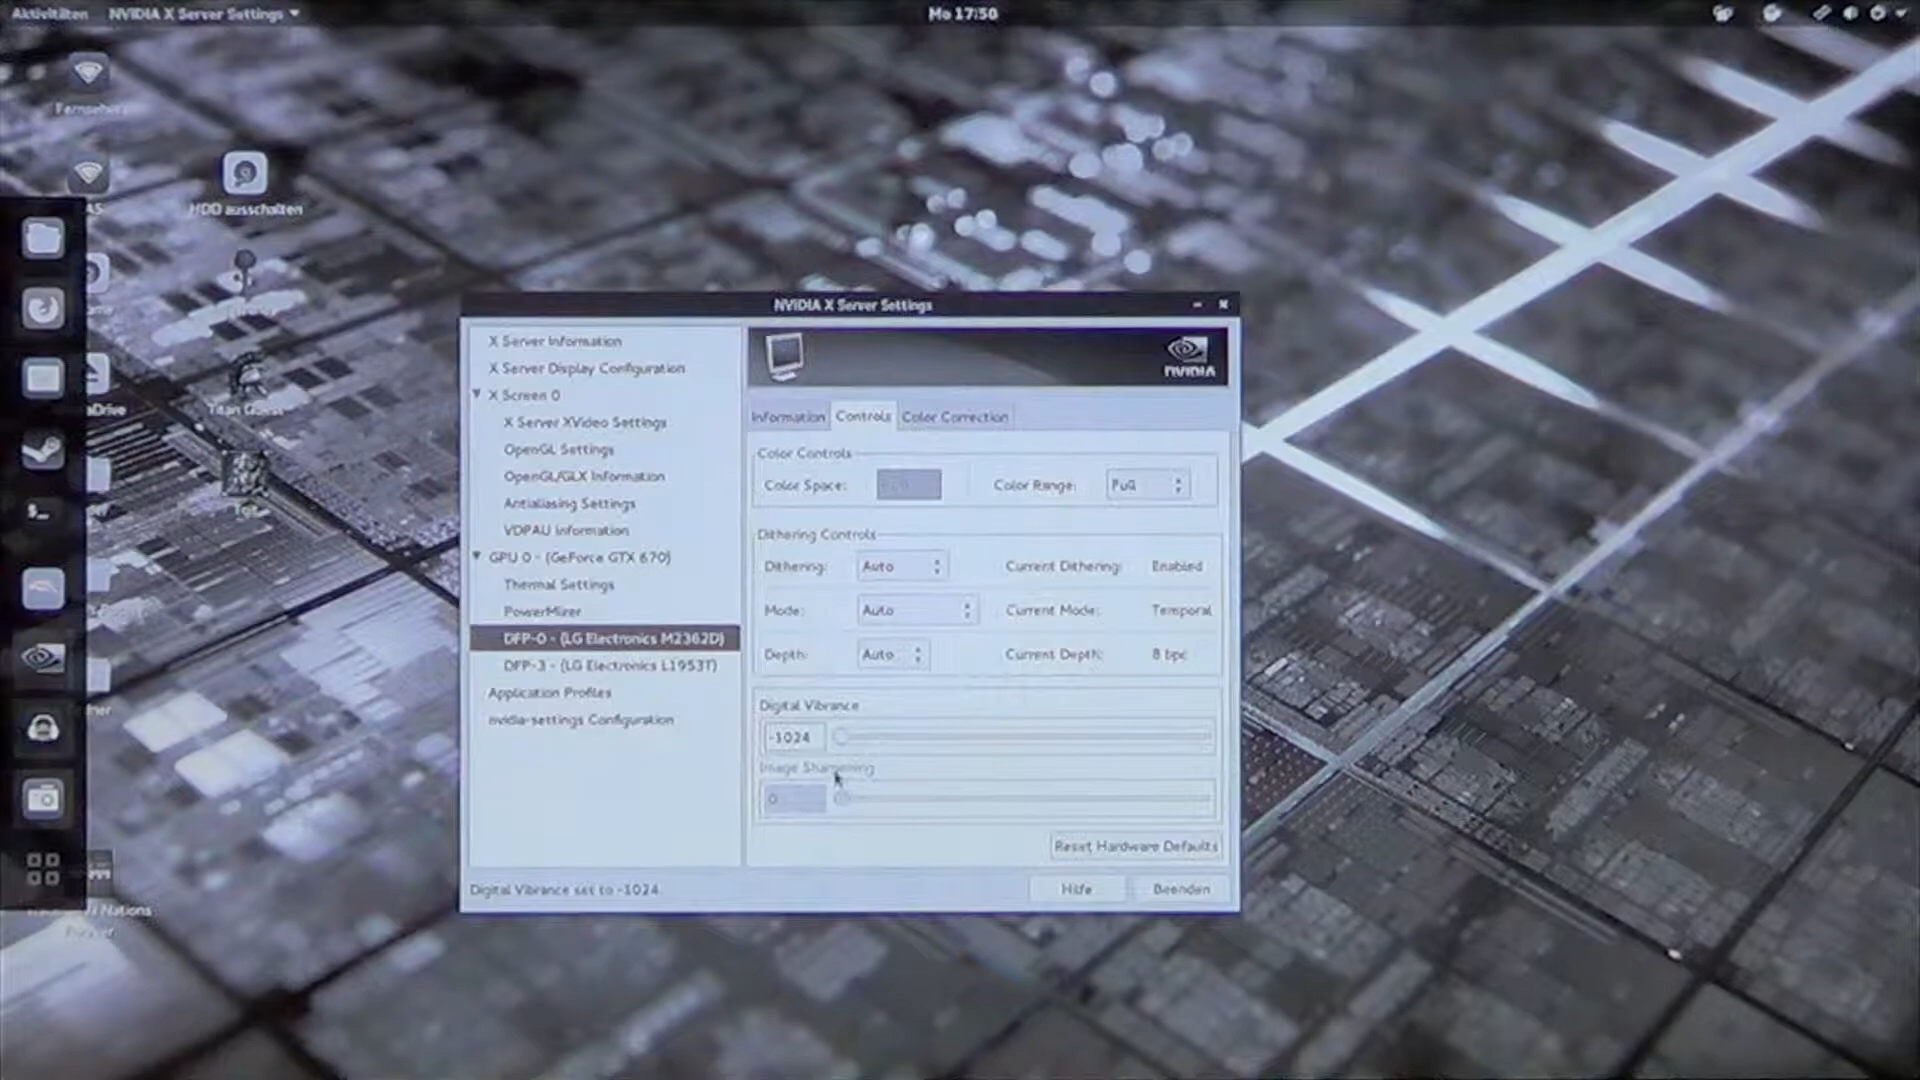 Aktivitäten NVIDIA X Server Settings Mo 17:50
Fernseher
HDD ausschalten
Titan Quest
NVIDIA X Server Settings
X Server Information
X Server Display Configuration
X Screen 0
X Server XVideo Settings
OpenGL Settings
OpenGL/GLX Information
Antialiasing Settings
VDPAU Information
GPU 0 - (GeForce GTX 670)
Thermal Settings
PowerMizer
DFP-0 - (LG Electronics M2362D)
DFP-3 - (LG Electronics L1953T)
Application Profiles
nvidia-settings Configuration
NVIDIA
Information Controls Color Correction
Color Controls
Color Space: Color Range: Full
Dithering Controls
Dithering: Auto Current Dithering: Enabled
Mode: Auto Current Mode: Temporal
Depth: Auto Current Depth: 8 bpc
Digital Vibrance
-1024
Image Sharpening
0
Reset Hardware Defaults
Digital Vibrance set to -1024.
Hilfe Beenden
Nations